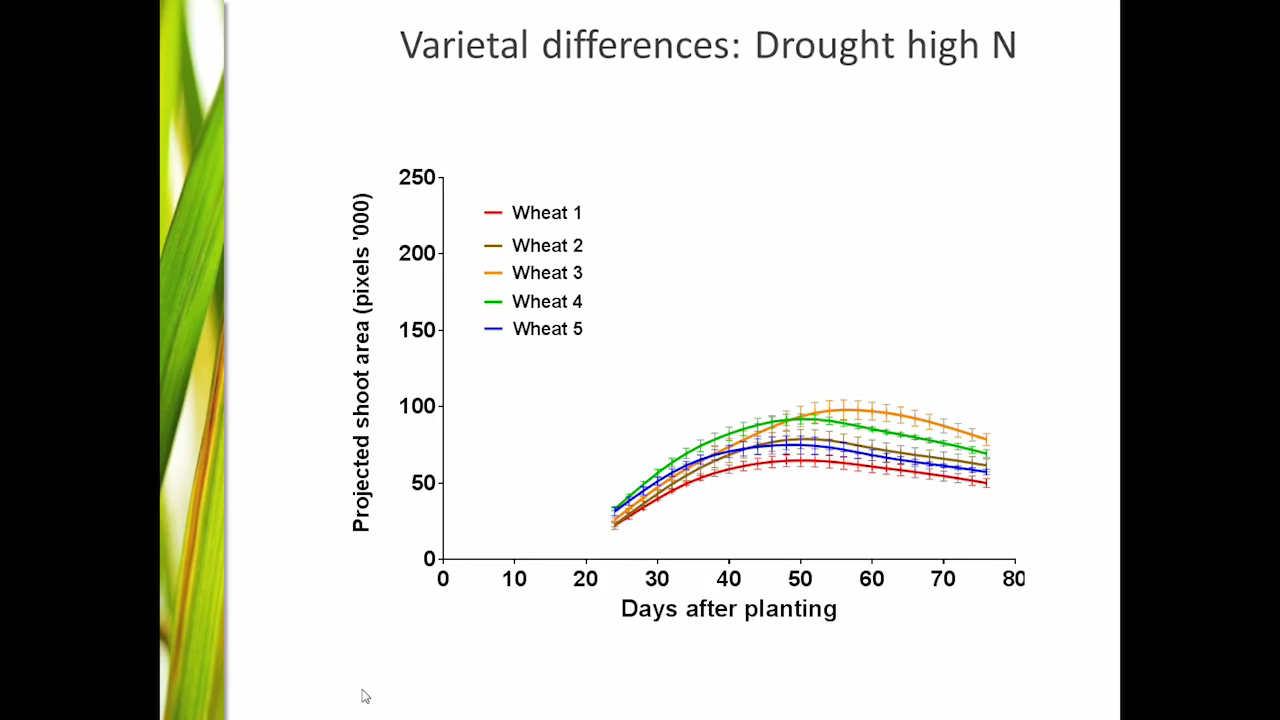 Varietal differences: Drought high N
Projected shoot area (pixels '000)
250
200
150
100
50
0
Wheat 1
Wheat 2
Wheat 3
Wheat 4
Wheat 5
0 10 20 30 40 50 60 70 80
Days after planting